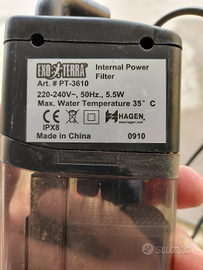 EXO TERRA
Internal Power
Filter
Art. # PT-3610
220-240V~, 50Hz., 5.5W
Max. Water Temperature 35° C
IPX8
HAGEN
Made in China
0910
Subito